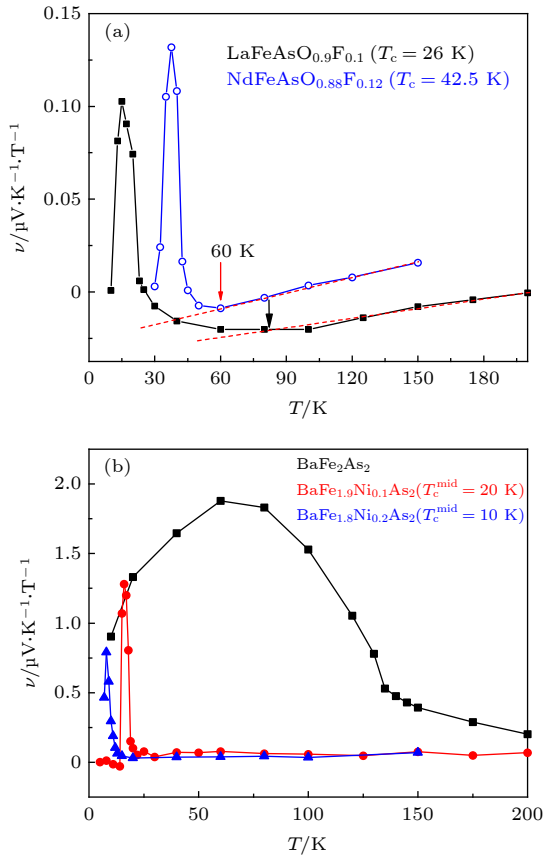 (a)
LaFeAsO0.9F0.1 (Tc = 26 K)
NdFeAsO0.88F0.12 (Tc = 42.5 K)
0.15
0.10
0.05
0
60 K
ν/µV·K−1·T−1
0 30 60 90 120 150 180
T/K
(b)
BaFe2As2
BaFe1.9Ni0.1As2(Tcmid = 20 K)
BaFe1.8Ni0.2As2(Tcmid = 10 K)
2.0
1.5
1.0
0.5
0
ν/µV·K−1·T−1
0 50 100 150 200
T/K